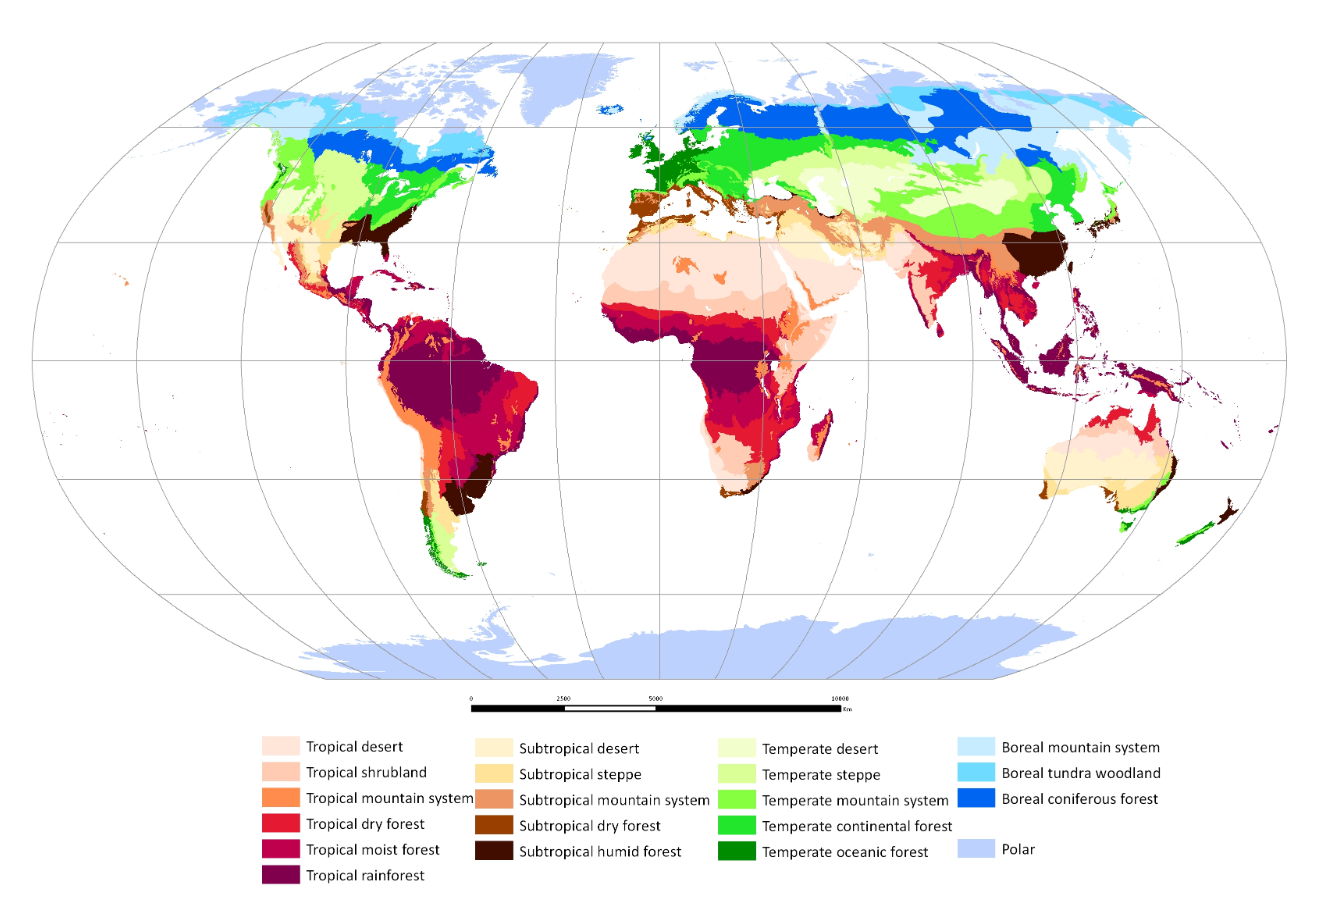 0 2500 5000 10000
Km
Tropical desert
Tropical shrubland
Tropical mountain system
Tropical dry forest
Tropical moist forest
Tropical rainforest
Subtropical desert
Subtropical steppe
Subtropical mountain system
Subtropical dry forest
Subtropical humid forest
Temperate desert
Temperate steppe
Temperate mountain system
Temperate continental forest
Temperate oceanic forest
Boreal mountain system
Boreal tundra woodland
Boreal coniferous forest
Polar